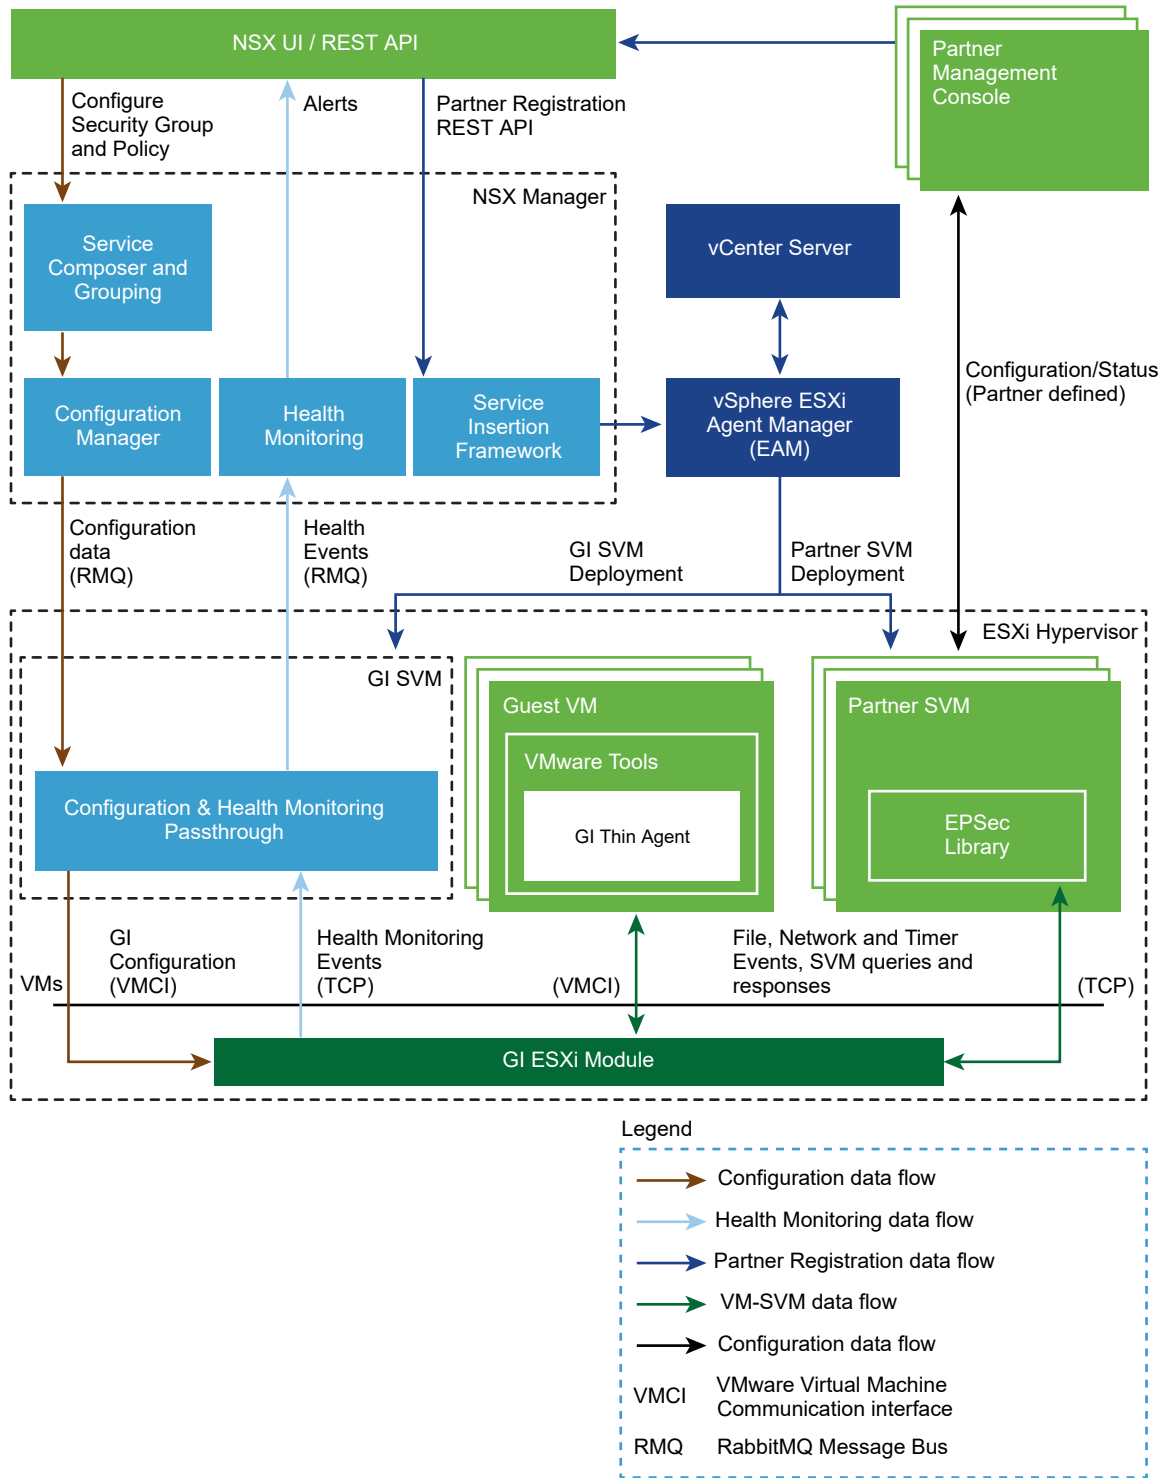 NSX UI / REST API
Partner
Management
Console
Configure
Security Group
and Policy
Alerts
Partner Registration
REST API
NSX Manager
Service
Composer and
Grouping
vCenter Server
Configuration/Status
(Partner defined)
Configuration
Manager
Health
Monitoring
Service
Insertion
Framework
vSphere ESXi
Agent Manager
(EAM)
Configuration
data
(RMQ)
Health
Events
(RMQ)
GI SVM
Deployment
Partner SVM
Deployment
ESXi Hypervisor
GI SVM
Guest VM
VMware Tools
GI Thin Agent
Partner SVM
EPSec
Library
Configuration & Health Monitoring
Passthrough
VMs
GI
Configuration
(VMCI)
Health Monitoring
Events
(TCP)
(VMCI)
File, Network and Timer
Events, SVM queries and
responses
(TCP)
GI ESXi Module
Legend
Configuration data flow
Health Monitoring data flow
Partner Registration data flow
VM-SVM data flow
Configuration data flow
VMCI
VMware Virtual Machine
Communication interface
RMQ
RabbitMQ Message Bus